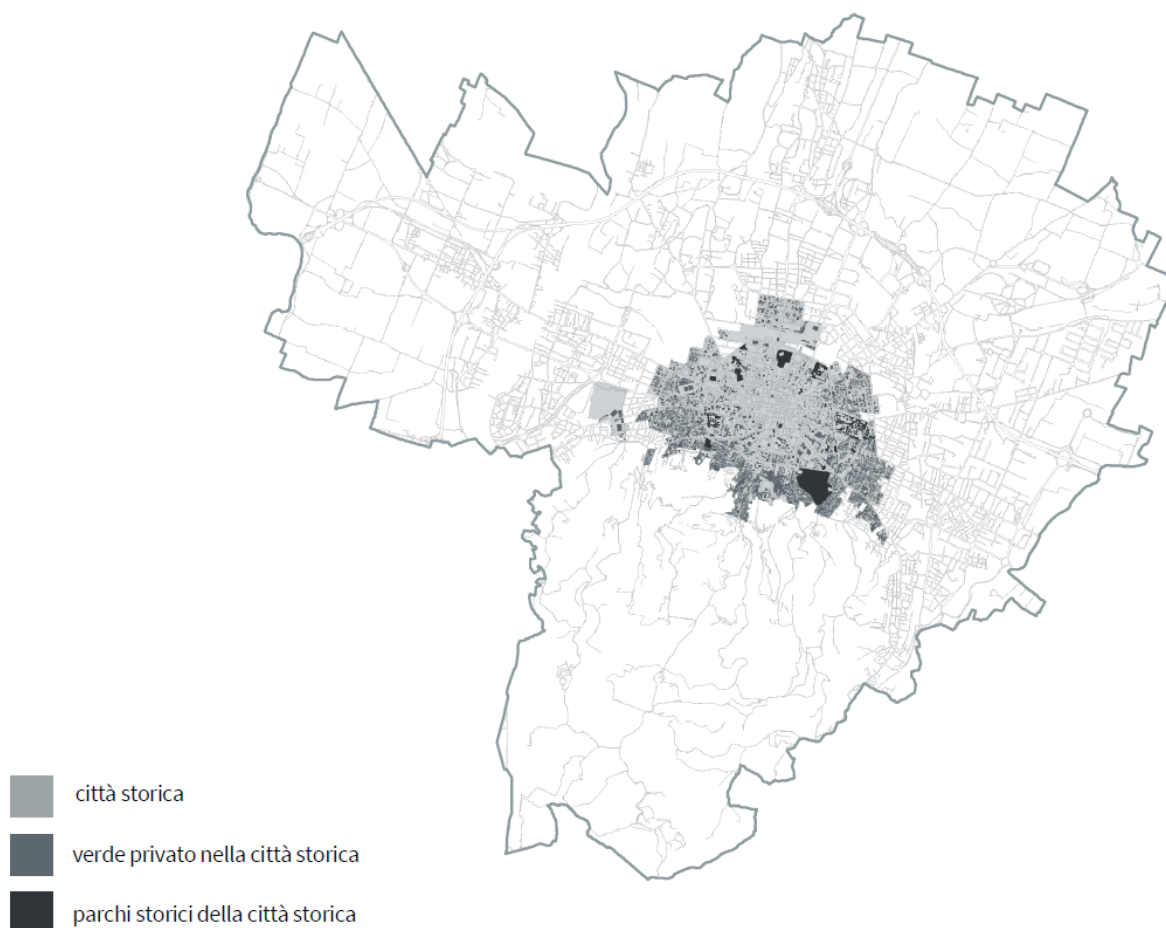 città storica
verde privato nella città storica
parchi storici della città storica